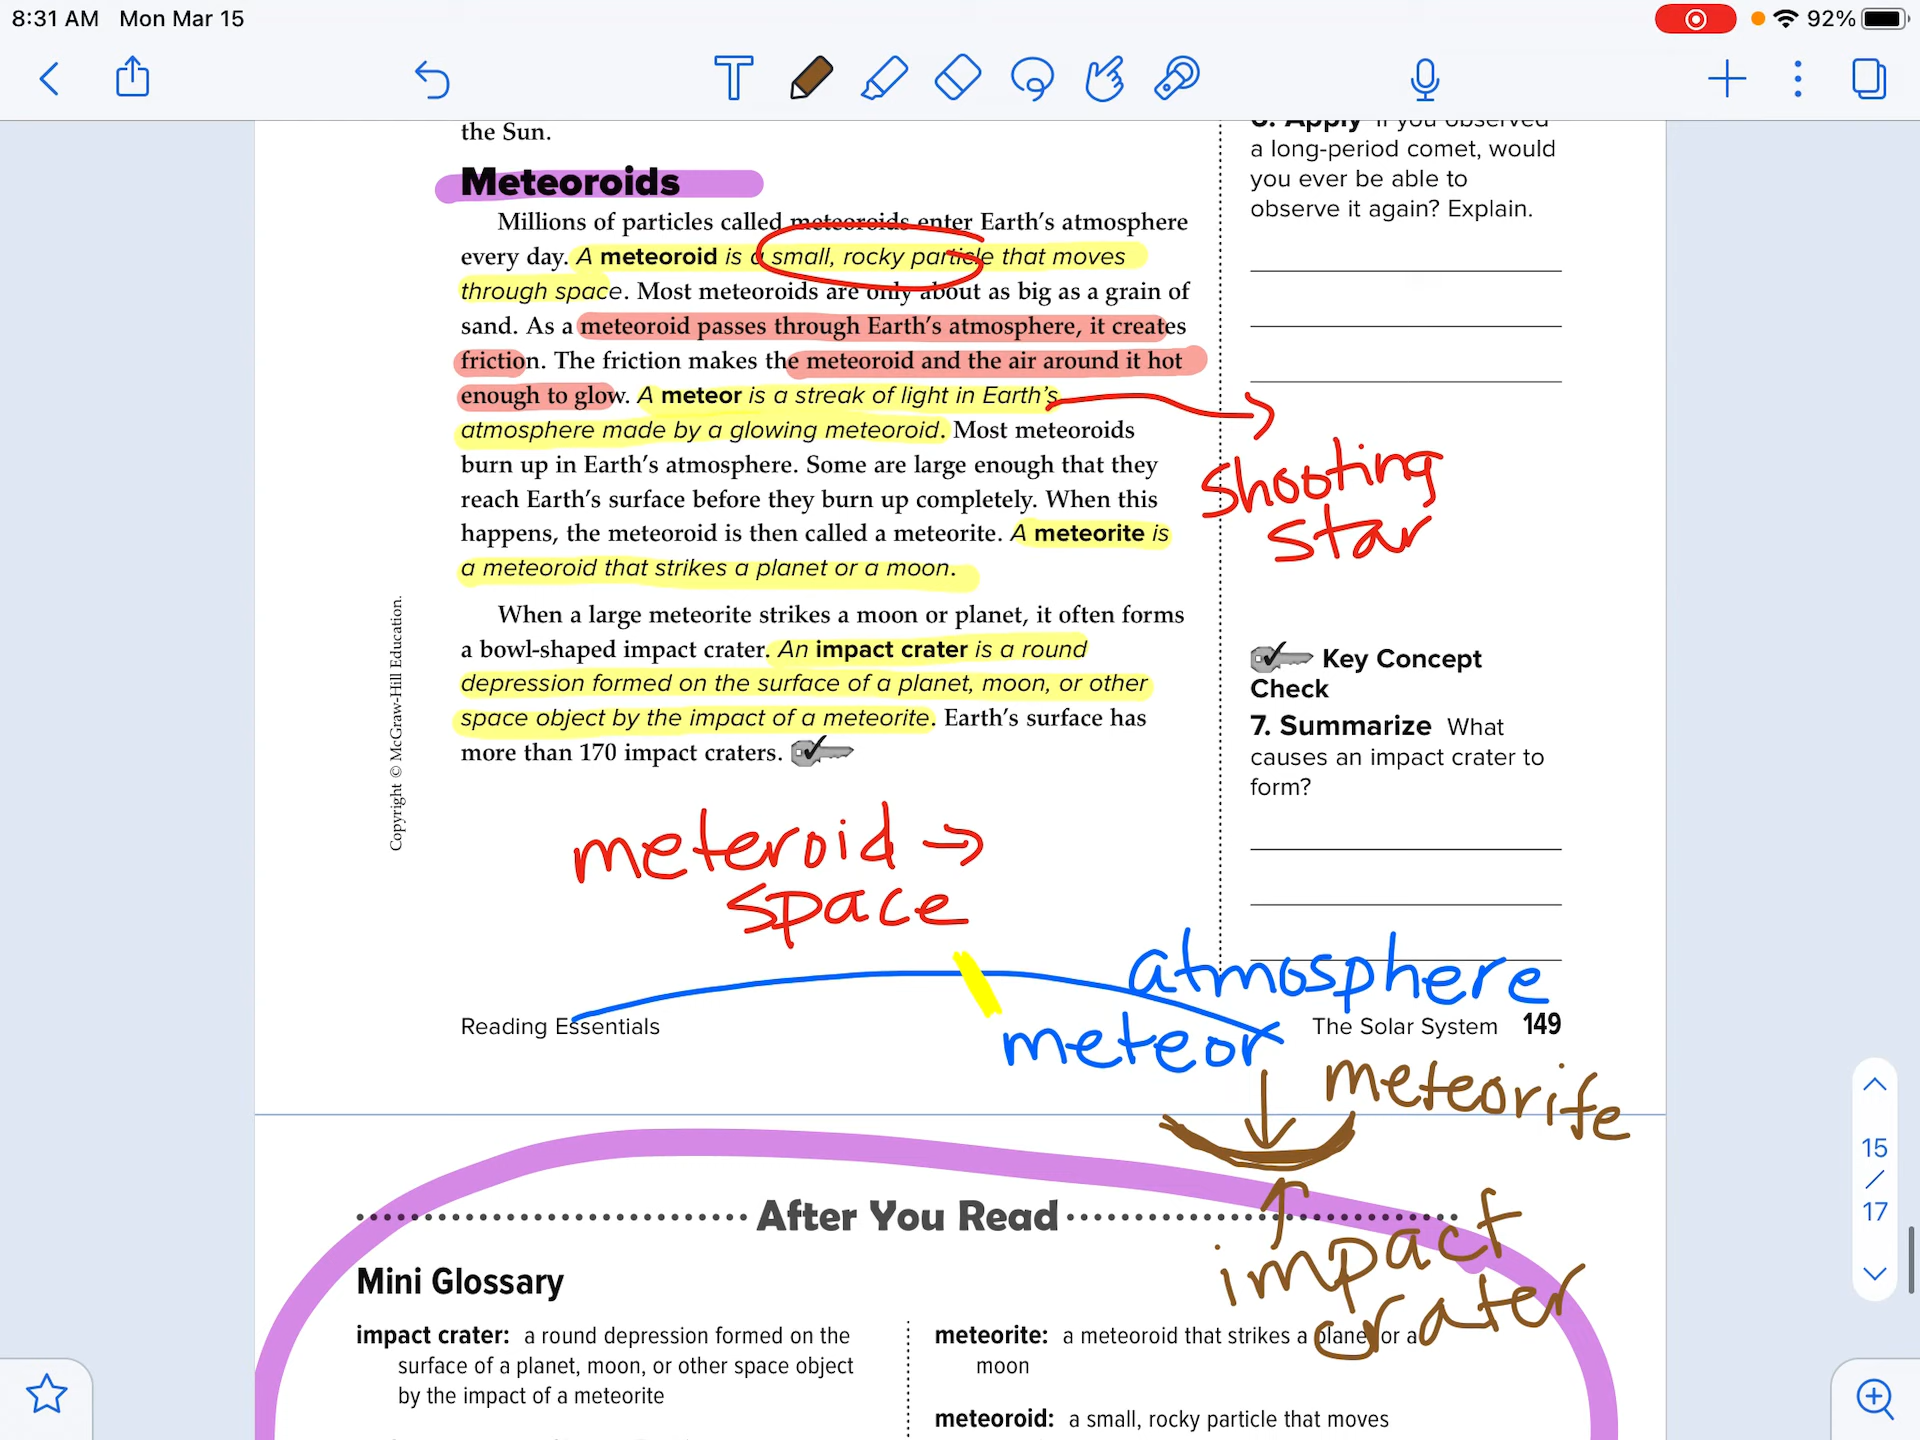 8:31 AM Mon Mar 15
92%
the Sun.
Meteoroids
Millions of particles called meteoroids enter Earth's atmosphere
every day. A meteoroid is a small, rocky particle that moves
through space. Most meteoroids are only about as big as a grain of
sand. As a meteoroid passes through Earth's atmosphere, it creates
friction. The friction makes the meteoroid and the air around it hot
enough to glow. A meteor is a streak of light in Earth's
atmosphere made by a glowing meteoroid. Most meteoroids
burn up in Earth's atmosphere. Some are large enough that they
reach Earth's surface before they burn up completely. When this
happens, the meteoroid is then called a meteorite. A meteorite is
a meteoroid that strikes a planet or a moon.
When a large meteorite strikes a moon or planet, it often forms
a bowl-shaped impact crater. An impact crater is a round
depression formed on the surface of a planet, moon, or other
space object by the impact of a meteorite. Earth's surface has
more than 170 impact craters.
Copyright © McGraw-Hill Education.
Apply If you observed
a long-period comet, would
you ever be able to
observe it again? Explain.
shooting
star
Key Concept
Check
7. Summarize What
causes an impact crater to
form?
meteroid →
space
atmosphere
meteor
Reading Essentials
The Solar System 149
meteorite
impact
crater
After You Read
Mini Glossary
impact crater: a round depression formed on the
surface of a planet, moon, or other space object
by the impact of a meteorite
meteorite: a meteoroid that strikes a planet or a
moon
meteoroid: a small, rocky particle that moves
15
/
17